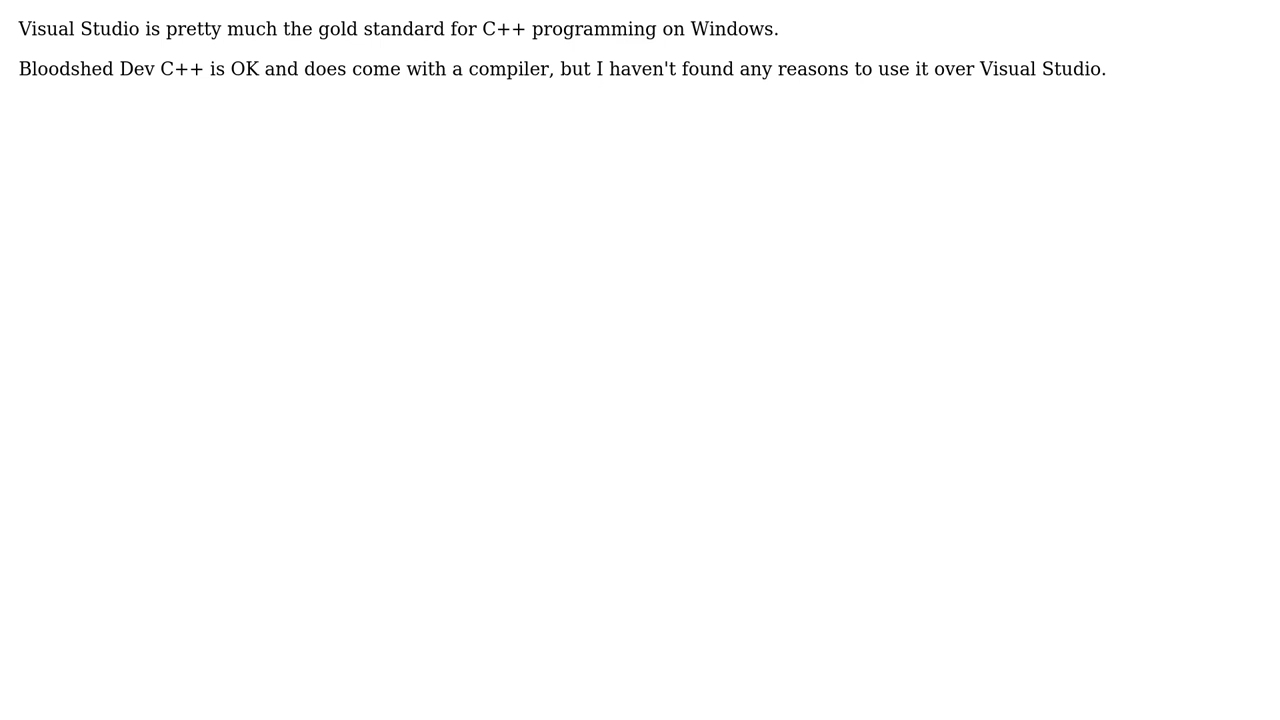 Visual Studio is pretty much the gold standard for C++ programming on Windows.
Bloodshed Dev C++ is OK and does come with a compiler, but I haven't found any reasons to use it over Visual Studio.